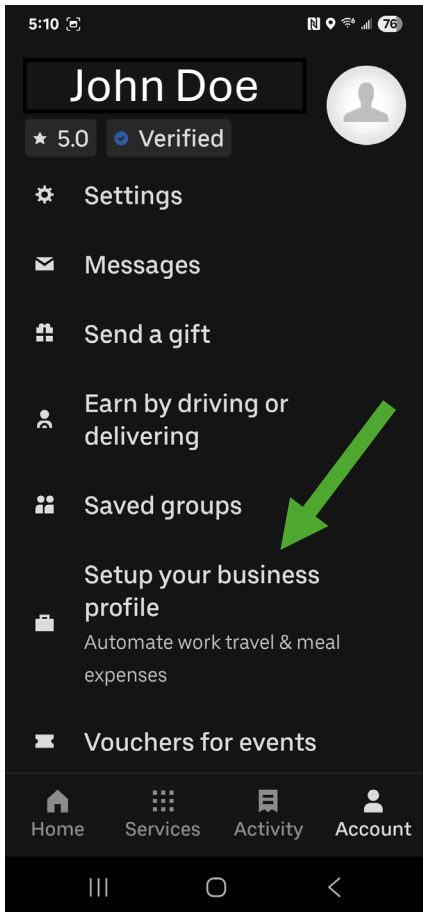 5:10
76
John Doe
5.0
Verified
Settings
Messages
Send a gift
Earn by driving or
delivering
Saved groups
Setup your business
profile
Automate work travel & meal
expenses
Vouchers for events
Home Services Activity Account